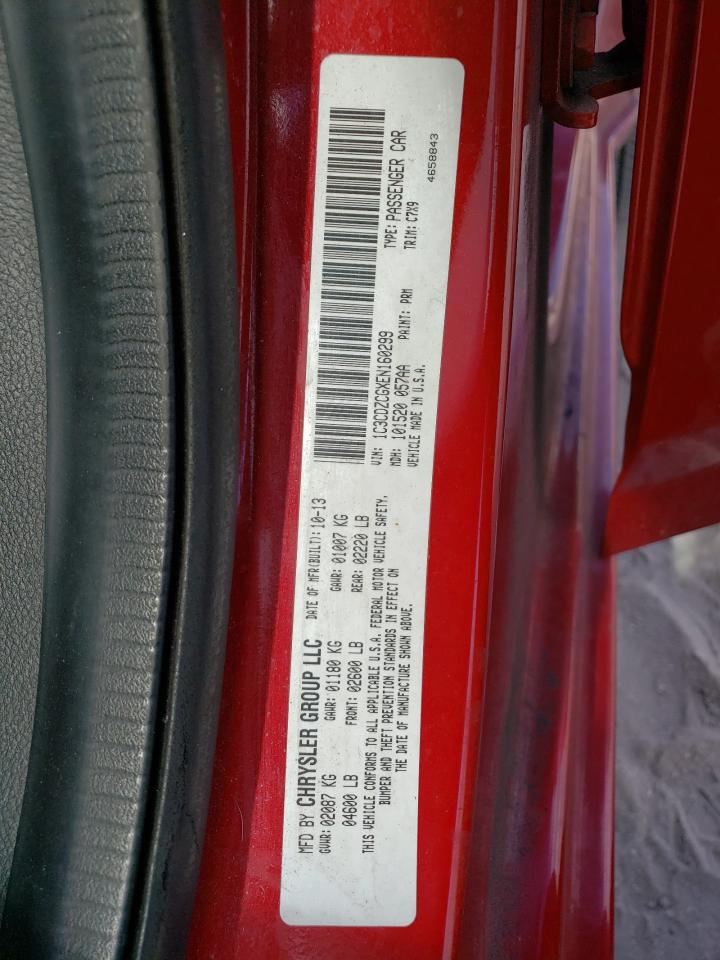 MFD BY CHRYSLER GROUP LLC DATE OF MFR(BUILT): 10-13
GVWR: 02087 KG GAWR: 01180 KG GAWR: 01007 KG
04600 LB FRONT: 02600 LB REAR: 02220 LB
THIS VEHICLE CONFORMS TO ALL APPLICABLE U.S.A. FEDERAL MOTOR VEHICLE SAFETY,
BUMPER AND THEFT PREVENTION STANDARDS IN EFFECT ON
THE DATE OF MANUFACTURE SHOWN ABOVE.
VIN: 1C3CDZCGXEN160299 TYPE: PASSENGER CAR
MDH: 101520 057AA PAINT: PRM TRIM: C7X9
VEHICLE MADE IN U.S.A. 4658843